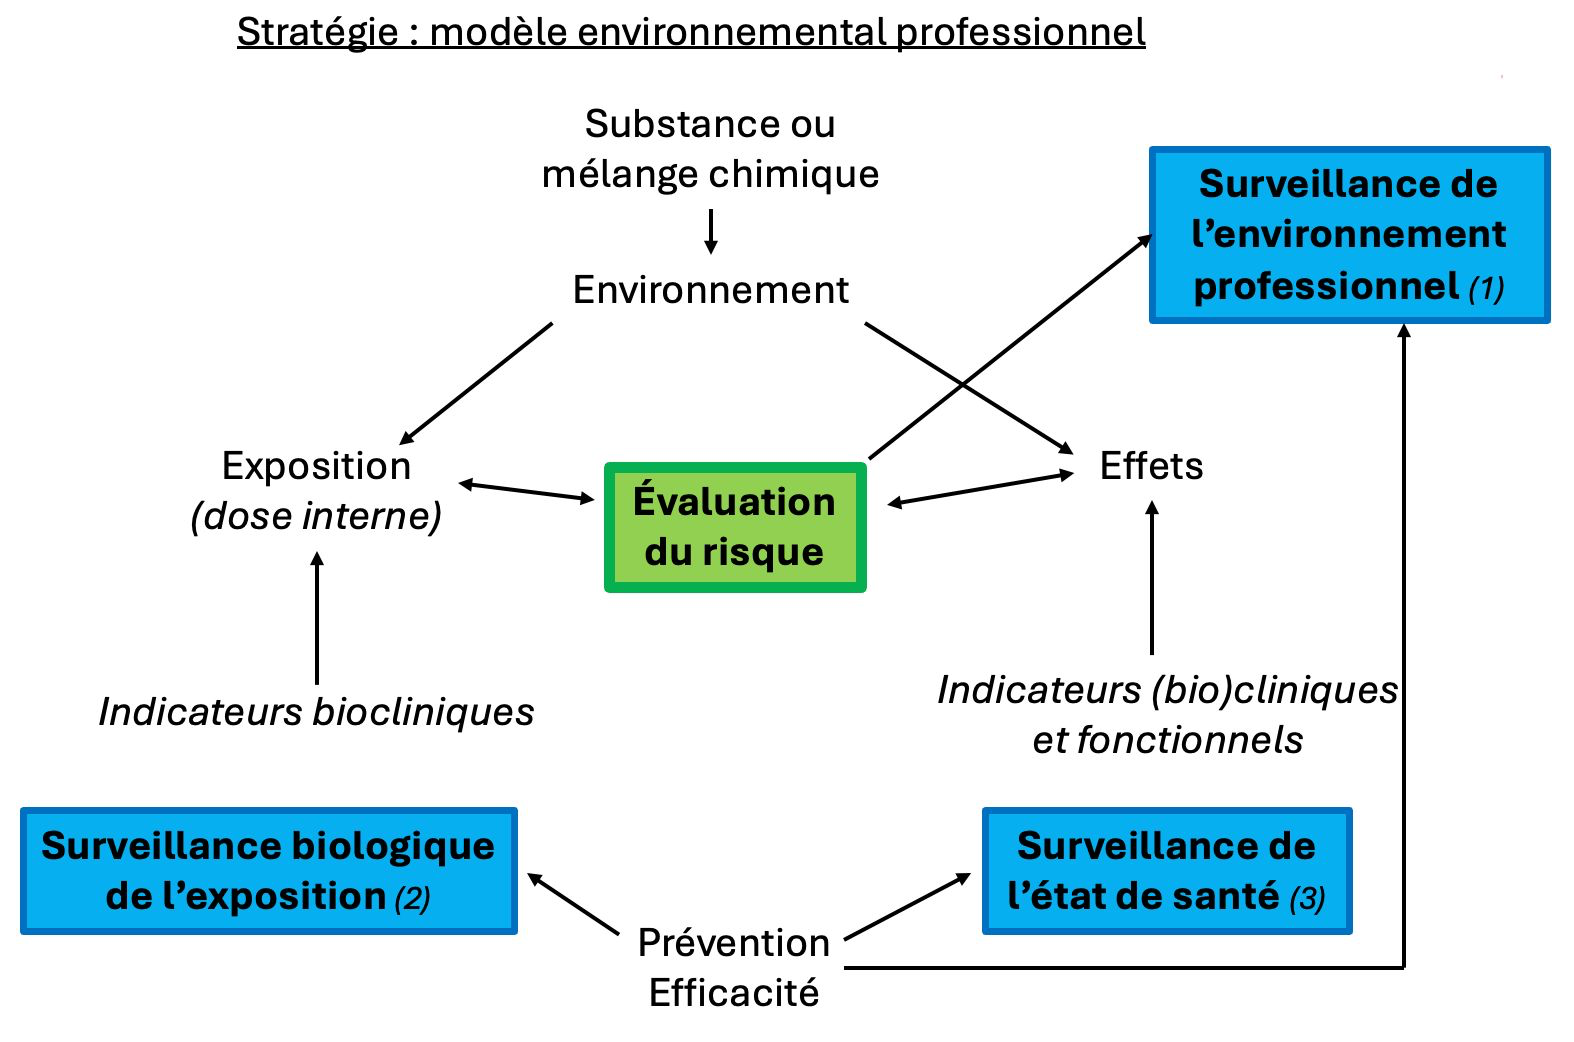 Stratégie : modèle environnemental professionnel
Substance ou
mélange chimique
Environnement
Surveillance de
l’environnement
professionnel (1)
Exposition
(dose interne)
Évaluation
du risque
Effets
Indicateurs biocliniques
Indicateurs (bio)cliniques
et fonctionnels
Surveillance biologique
de l’exposition (2)
Surveillance de
l’état de santé (3)
Prévention
Efficacité